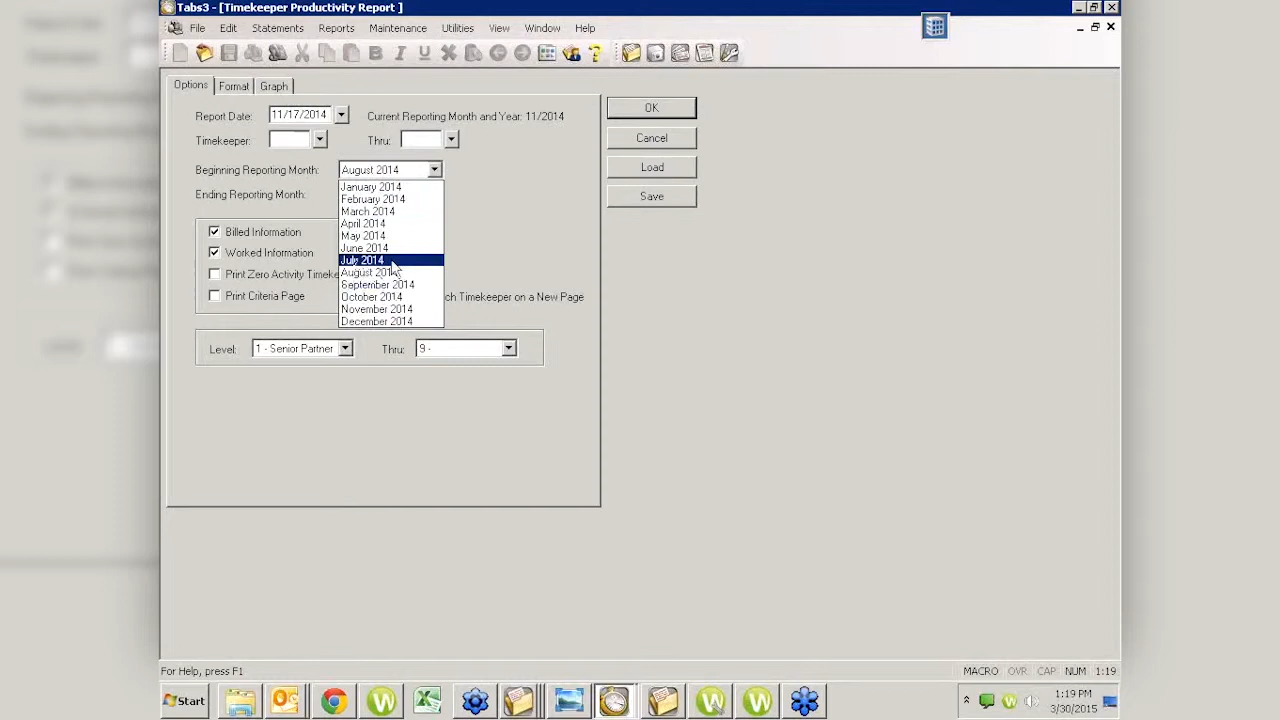 Tabs3 - [Timekeeper Productivity Report ]
File Edit Statements Reports Maintenance Utilities View Window Help
Options Format Graph
Report Date: 11/17/2014 Current Reporting Month and Year: 11/2014
OK
Timekeeper: Thru:
Cancel
Beginning Reporting Month: August 2014
Load
Ending Reporting Month
Save
January 2014
February 2014
March 2014
April 2014
May 2014
June 2014
July 2014
August 2014
September 2014
October 2014
November 2014
December 2014
Billed Information
Worked Information
Print Zero Activity Timeke
Print Criteria Page
ch Timekeeper on a New Page
Level: 1 - Senior Partner Thru: 9 -
For Help, press F1
MACRO OVR CAP NUM 1:19
Start
1:19 PM
3/30/2015